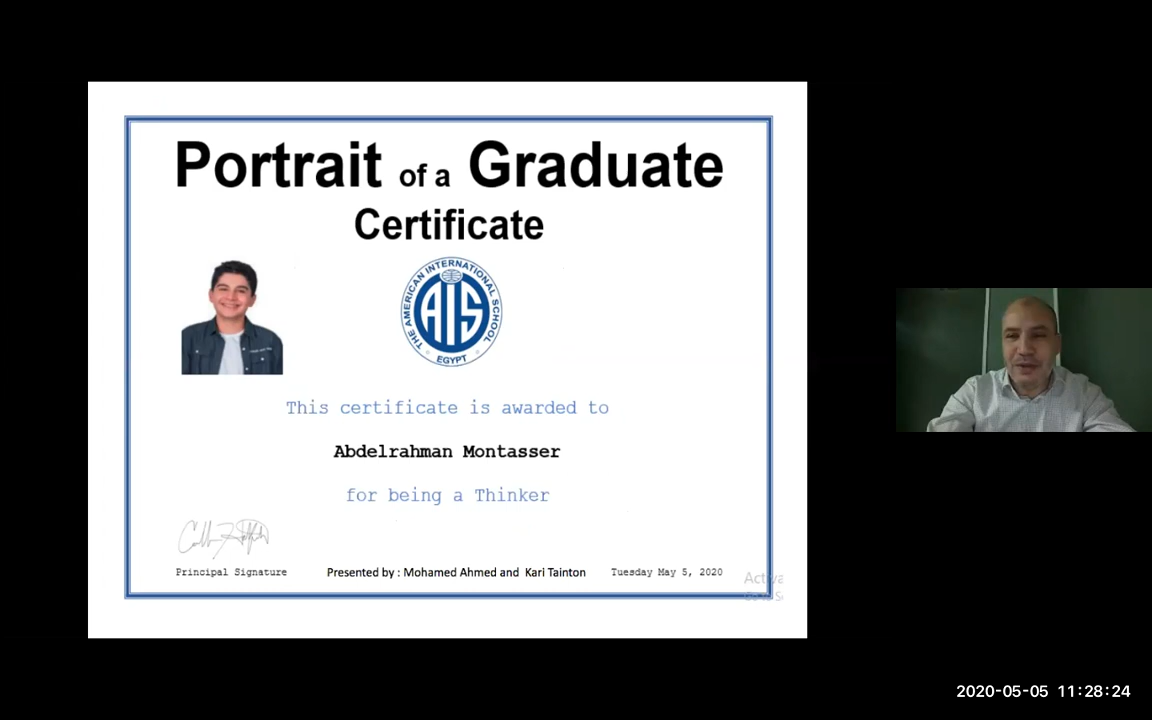 Portrait of a Graduate
Certificate
THE AMERICAN INTERNATIONAL SCHOOL
AIS
EGYPT
This certificate is awarded to
Abdelrahman Montasser
for being a Thinker
Principal Signature
Presented by : Mohamed Ahmed and Kari Tainton
Tuesday May 5, 2020
2020-05-05 11:28:24